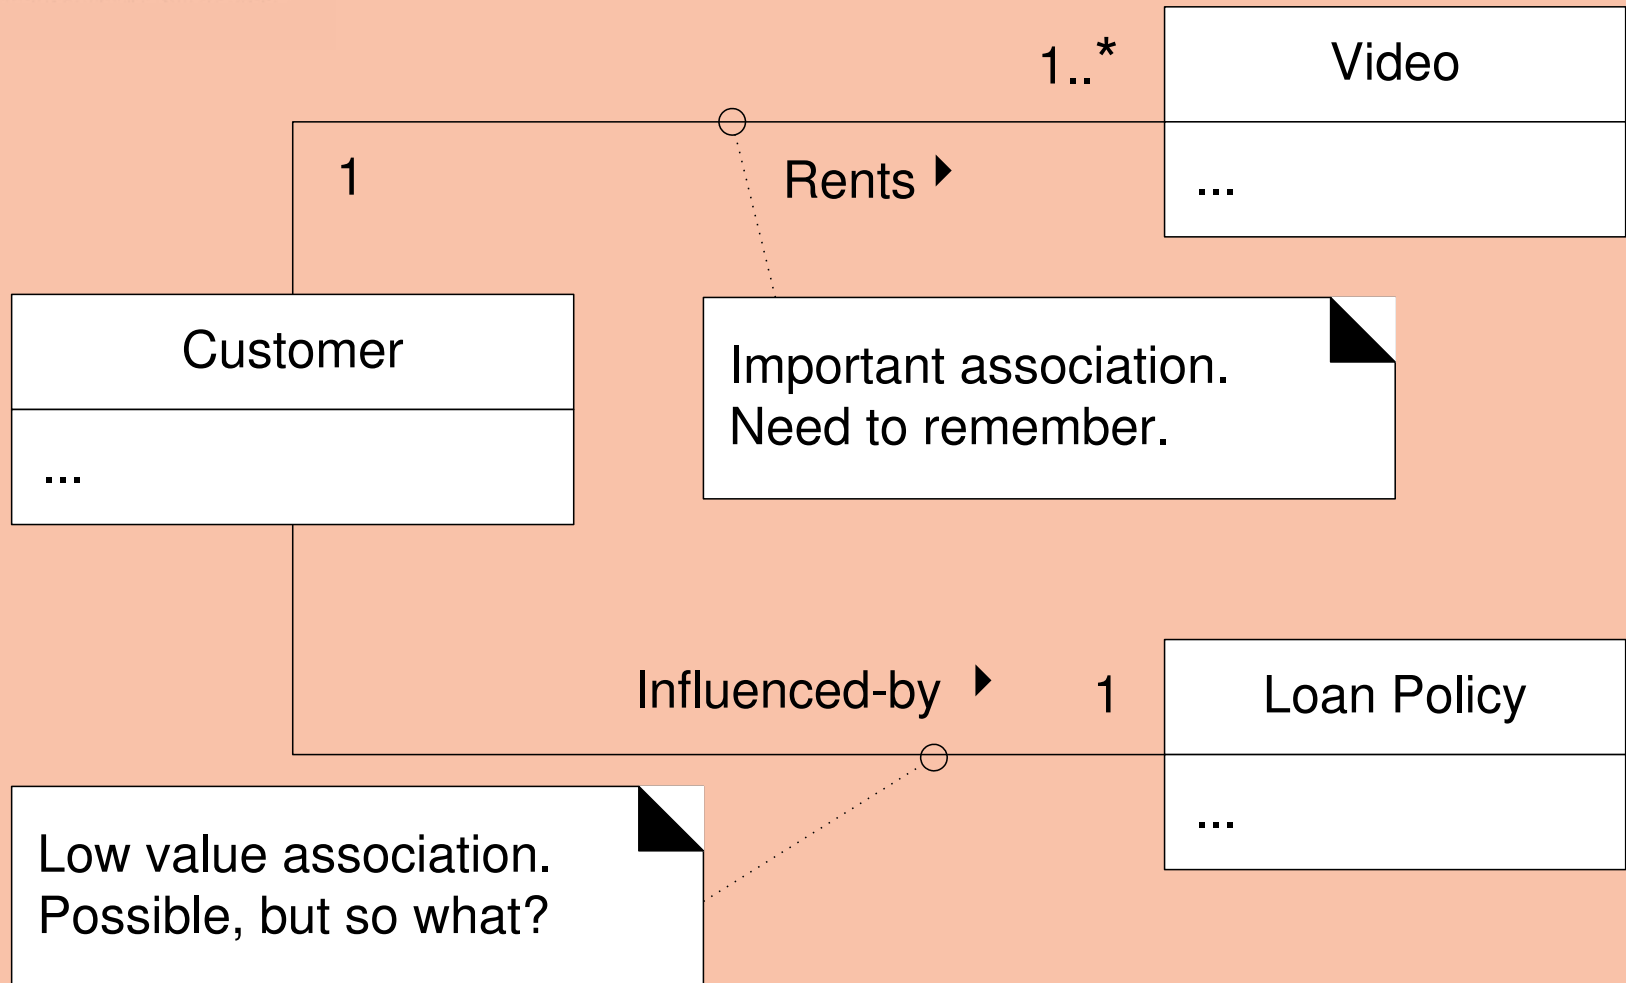 1..*
Video
1
Rents
...
Customer
...
Important association.
Need to remember.
Influenced-by
1
Loan Policy
...
Low value association.
Possible, but so what?